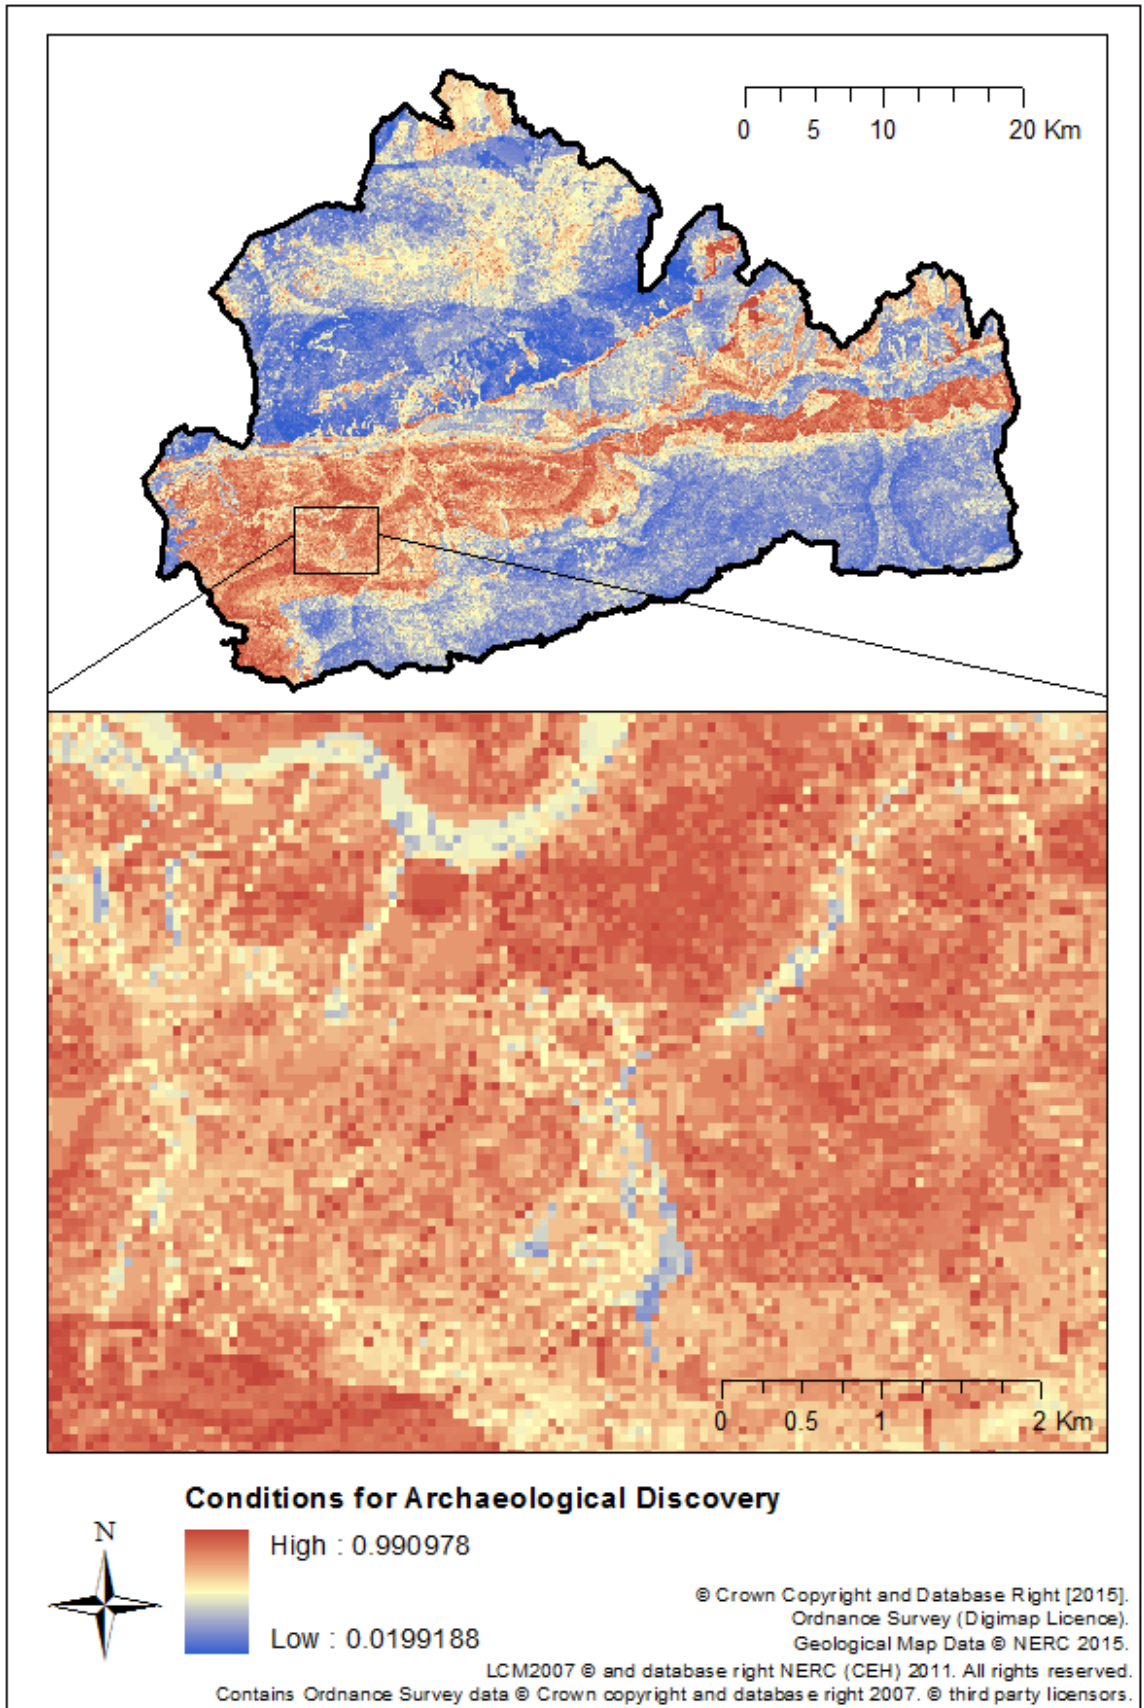 0 5 10 20 Km
0 0.5 1 2 Km
Conditions for Archaeological Discovery
N
High : 0.990978
Low : 0.0199188
© Crown Copyright and Database Right [2015].
Ordnance Survey (Digimap Licence).
Geological Map Data © NERC 2015.
LCM2007 © and database right NERC (CEH) 2011. All rights reserved.
Contains Ordnance Survey data © Crown copyright and database right 2007. © third party licensors.